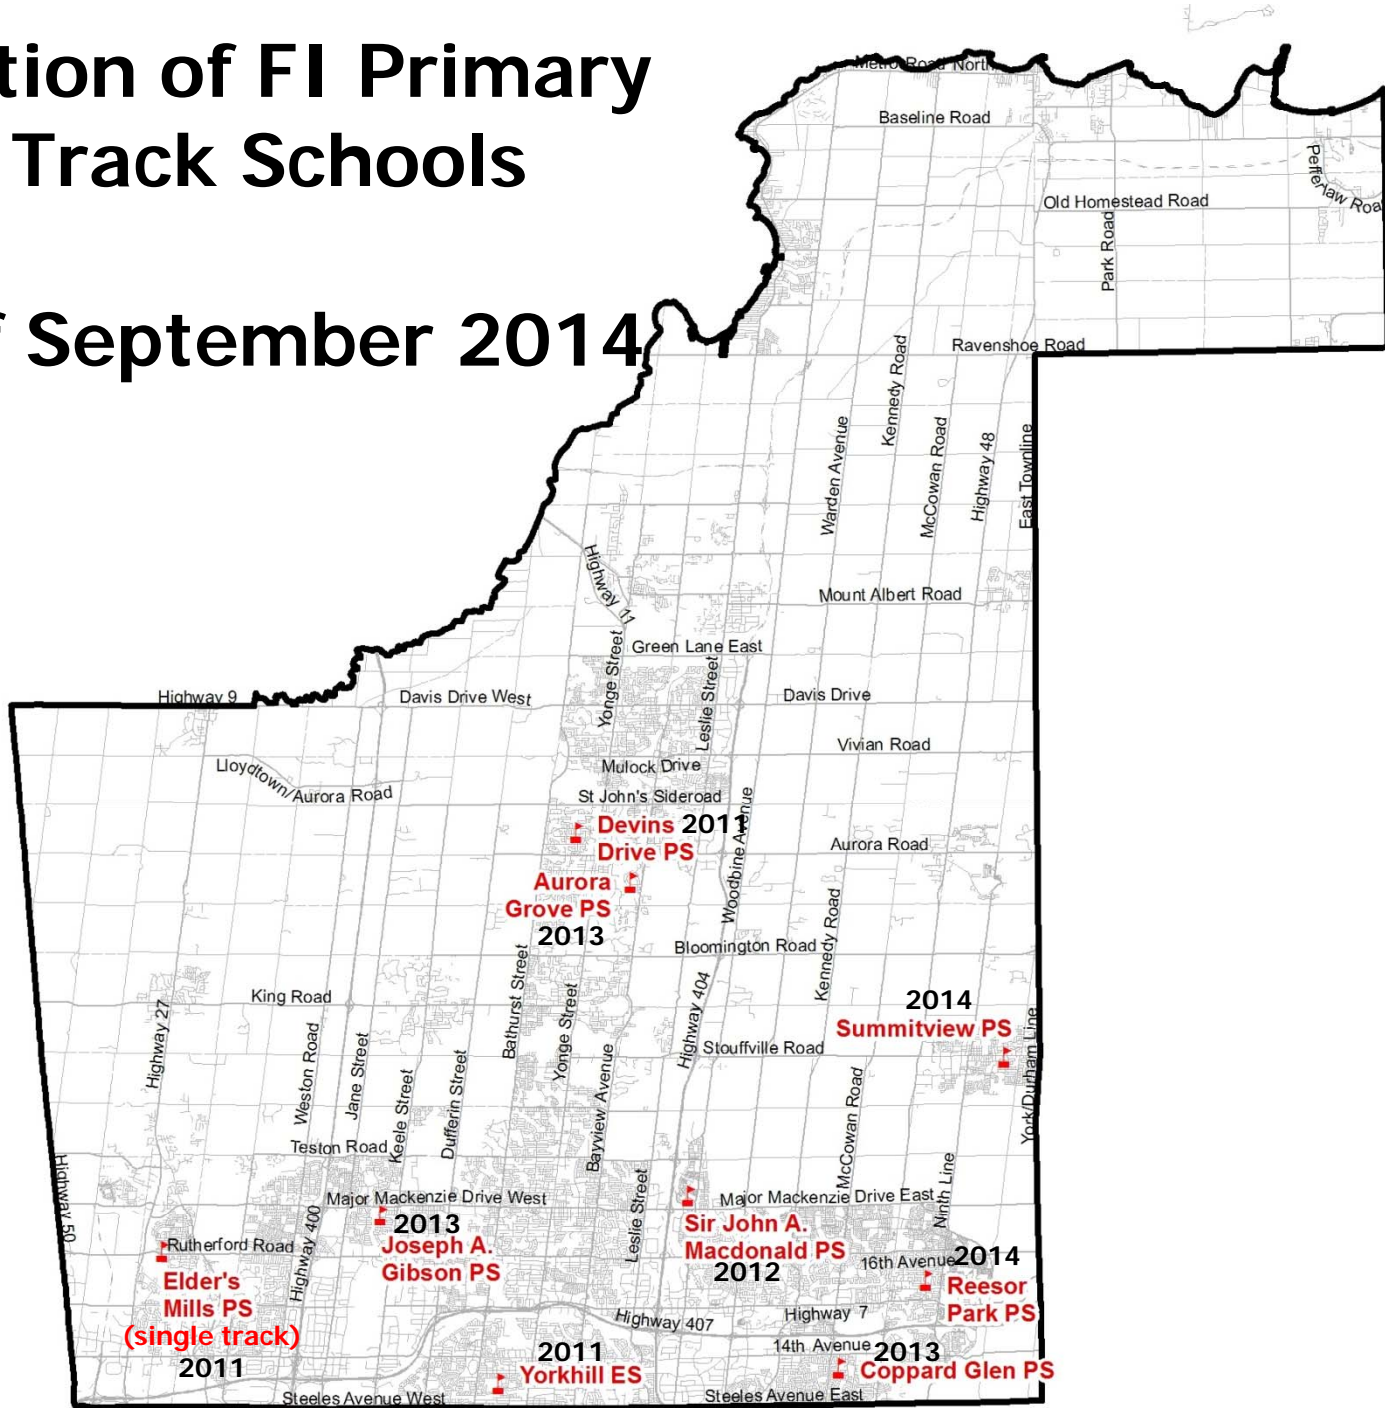 tion of FI Primary
Track Schools
f September 2014
Metro Road North
Baseline Road
Pefferlaw Road
Old Homestead Road
Park Road
Ravenshoe Road
Kennedy Road
Warden Avenue
McCowan Road
Highway 48
East Townline
Highway 11
Mount Albert Road
Green Lane East
Yonge Street
Leslie Street
Highway 9
Davis Drive West
Davis Drive
Vivian Road
Lloydtown/Aurora Road
Mulock Drive
St John's Sideroad
Devins 2011
Drive PS
Woodbine Avenue
Aurora Road
Aurora
Grove PS
2013
Bloomington Road
Kennedy Road
Bathurst Street
King Road
Highway 27
Weston Road
Jane Street
Keele Street
Dufferin Street
Yonge Street
Bayview Avenue
Highway 404
2014
Summitview PS
Stouffville Road
York/Durham Line
McCowan Road
Teston Road
Highway 50
Major Mackenzie Drive West
Leslie Street
Major Mackenzie Drive East
Ninth Line
2013
Joseph A.
Gibson PS
Sir John A.
Macdonald PS
2012
Highway 400
Rutherford Road
Elder's
Mills PS
(single track)
2011
16th Avenue
2014
Reesor
Park PS
Highway 407
Highway 7
14th Avenue
2013
Coppard Glen PS
2011
Yorkhill ES
Steeles Avenue West
Steeles Avenue East